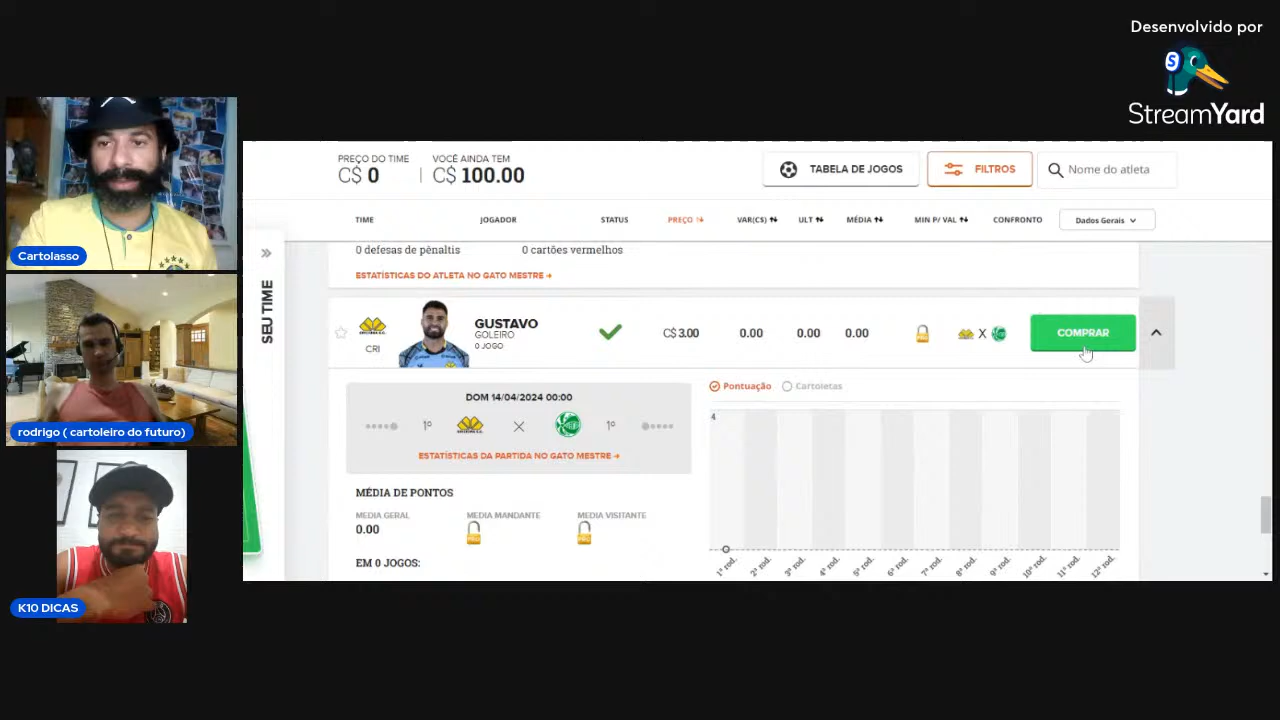 Desenvolvido por
StreamYard
Cartolasso
rodrigo ( cartoleiro do futuro)
K10 DICAS
PREÇO DO TIME
C$ 0
VOCÊ AINDA TEM
C$ 100.00
TABELA DE JOGOS
FILTROS
Nome do atleta
TIME JOGADOR STATUS PREÇO VAR(C$) ULT MÉDIA MIN P/ VAL CONFRONTO Dados Gerais
SEU TIME
0 defesas de pênaltis 0 cartões vermelhos
ESTATÍSTICAS DO ATLETA NO GATO MESTRE
CRI
GUSTAVO
GOLEIRO
0 JOGO
C$ 3.00 0.00 0.00 0.00 X COMPRAR
DOM 14/04/2024 00:00
1º X 1º
ESTATÍSTICAS DA PARTIDA NO GATO MESTRE
Pontuação Cartoletas
4
MÉDIA DE PONTOS
MEDIA GERAL MEDIA MANDANTE MEDIA VISITANTE
0.00
EM 0 JOGOS:
1ª rod. 2ª rod. 3ª rod. 4ª rod. 5ª rod. 6ª rod. 7ª rod. 8ª rod. 9ª rod. 10ª rod. 11ª rod. 12ª rod.